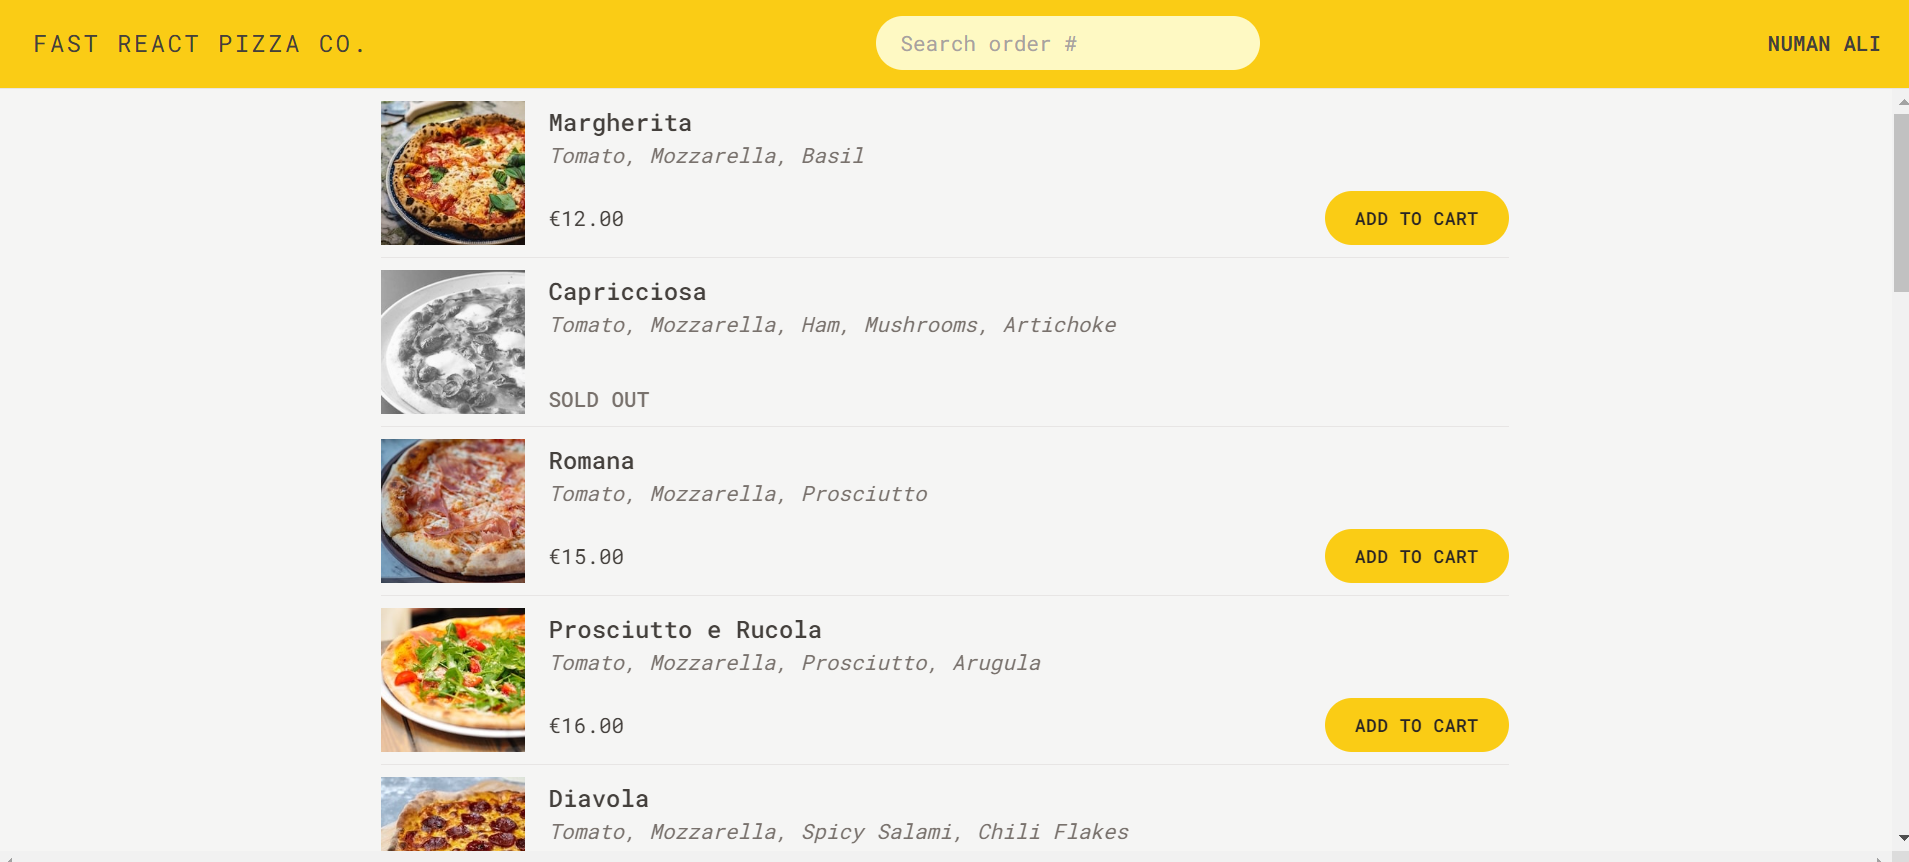 FAST REACT PIZZA CO.
Search order #
NUMAN ALI
Margherita
Tomato, Mozzarella, Basil
€12.00
ADD TO CART
Capricciosa
Tomato, Mozzarella, Ham, Mushrooms, Artichoke
SOLD OUT
Romana
Tomato, Mozzarella, Prosciutto
€15.00
ADD TO CART
Prosciutto e Rucola
Tomato, Mozzarella, Prosciutto, Arugula
€16.00
ADD TO CART
Diavola
Tomato, Mozzarella, Spicy Salami, Chili Flakes